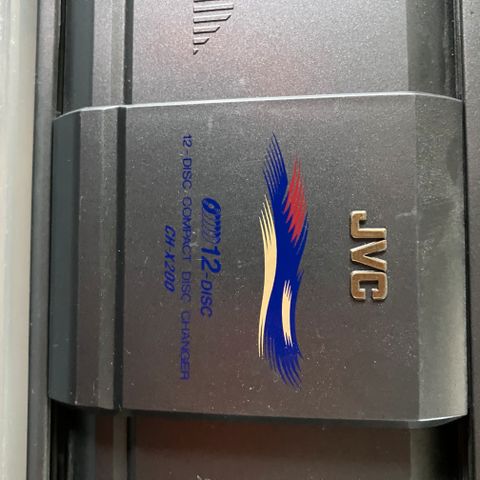 JVC
12-DISC
12-DISC COMPACT DISC CHANGER
CH-X200